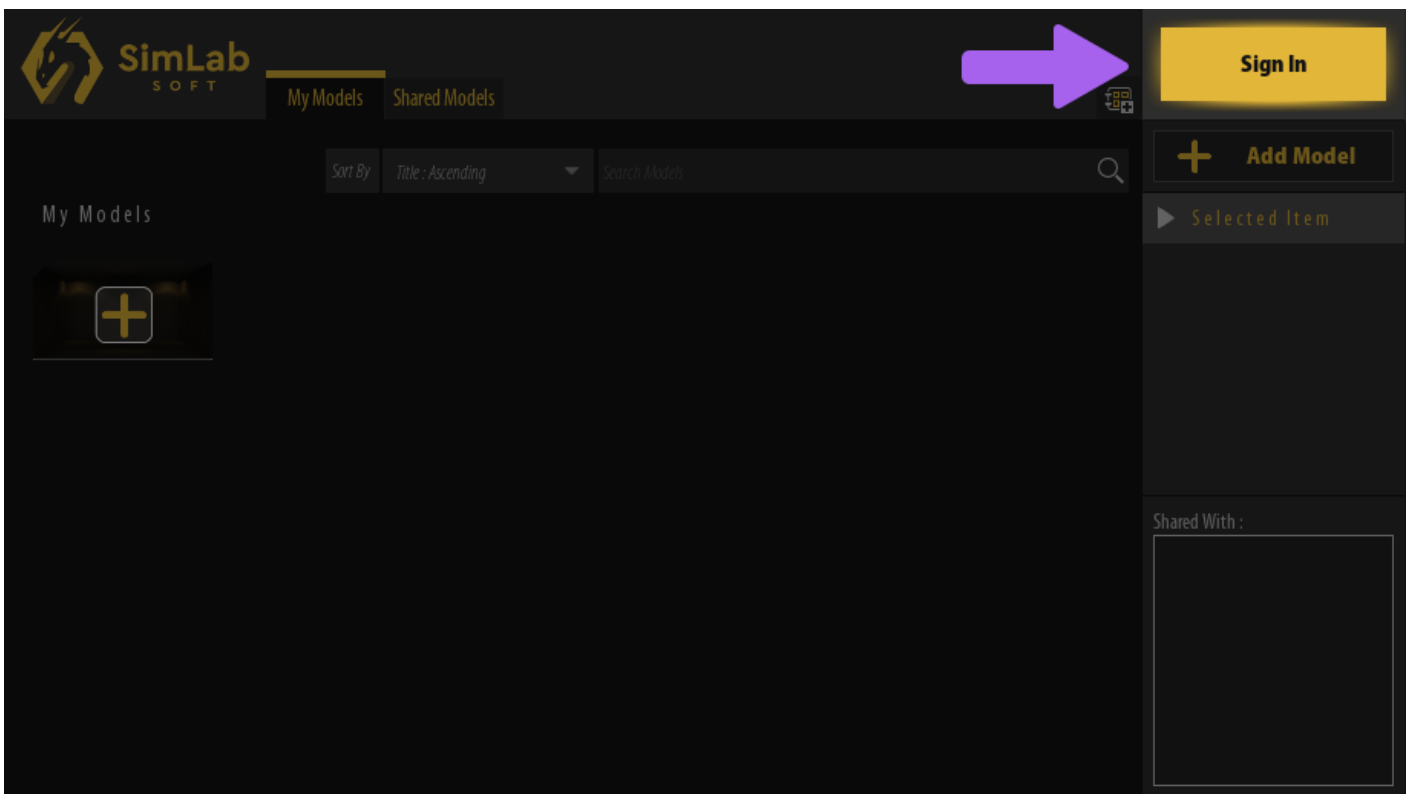 SimLab
SOFT
My Models
Shared Models
Sign In
Add Model
Sort By
Title : Ascending
Search Models
My Models
Selected Item
Shared With :